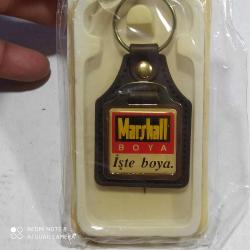 Marshall
BOYA
İşte boya.
REDMI NOTE 8
AI QUAD CAMERA